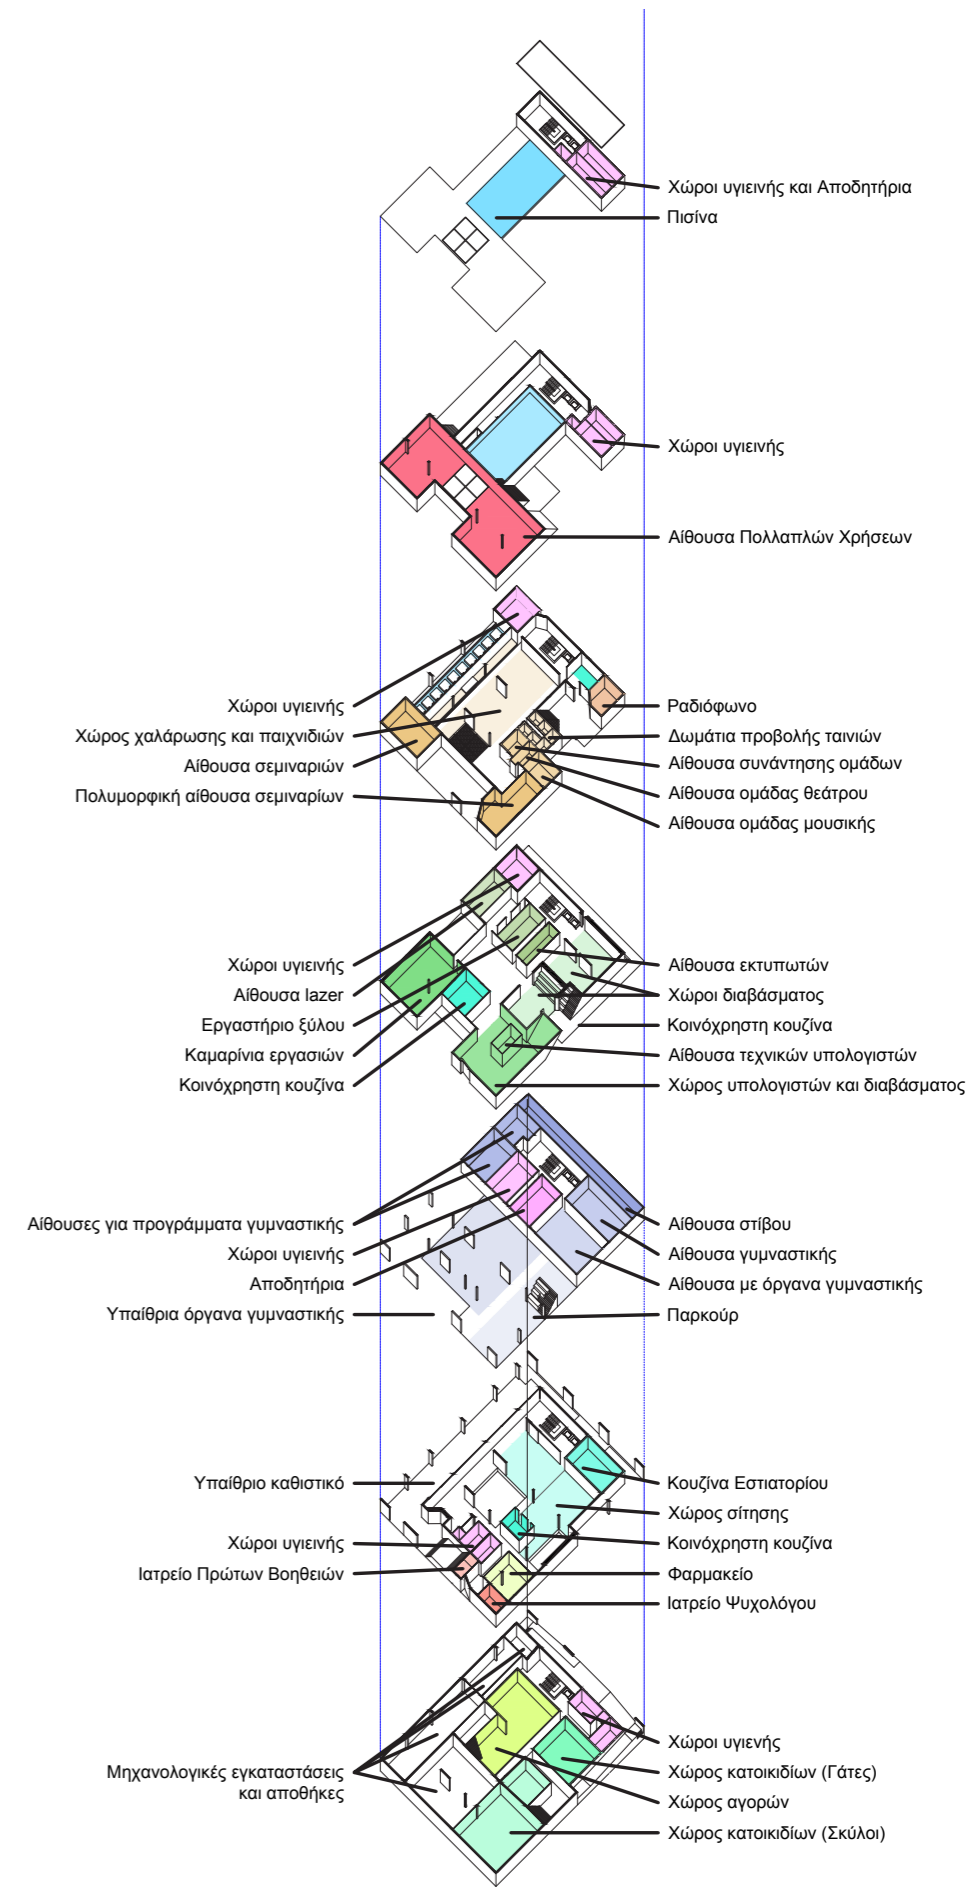 Χώροι υγιεινής και Αποδητήρια
Πισίνα
Χώροι υγιεινής
Αίθουσα Πολλαπλών Χρήσεων
Χώροι υγιεινής
Χώρος χαλάρωσης και παιχνιδιών
Αίθουσα σεμιναριών
Πολυμορφική αίθουσα σεμιναρίων
Ραδιόφωνο
Δωμάτια προβολής ταινιών
Αίθουσα συνάντησης ομάδων
Αίθουσα ομάδας θεάτρου
Αίθουσα ομάδας μουσικής
Χώροι υγιεινής
Αίθουσα lazer
Εργαστήριο ξύλου
Καμαρίνια εργασιών
Κοινόχρηστη κουζίνα
Αίθουσα εκτυπωτών
Χώροι διαβάσματος
Κοινόχρηστη κουζίνα
Αίθουσα τεχνικών υπολογιστών
Χώρος υπολογιστών και διαβάσματος
Αίθουσες για προγράμματα γυμναστικής
Χώροι υγιεινής
Αποδητήρια
Υπαίθρια όργανα γυμναστικής
Αίθουσα στίβου
Αίθουσα γυμναστικής
Αίθουσα με όργανα γυμναστικής
Παρκούρ
Υπαίθριο καθιστικό
Χώροι υγιεινής
Ιατρείο Πρώτων Βοηθειών
Κουζίνα Εστιατορίου
Χώρος σίτησης
Κοινόχρηστη κουζίνα
Φαρμακείο
Ιατρείο Ψυχολόγου
Μηχανολογικές εγκαταστάσεις
και αποθήκες
Χώροι υγιενής
Χώρος κατοικιδίων (Γάτες)
Χώρος αγορών
Χώρος κατοικιδίων (Σκύλοι)